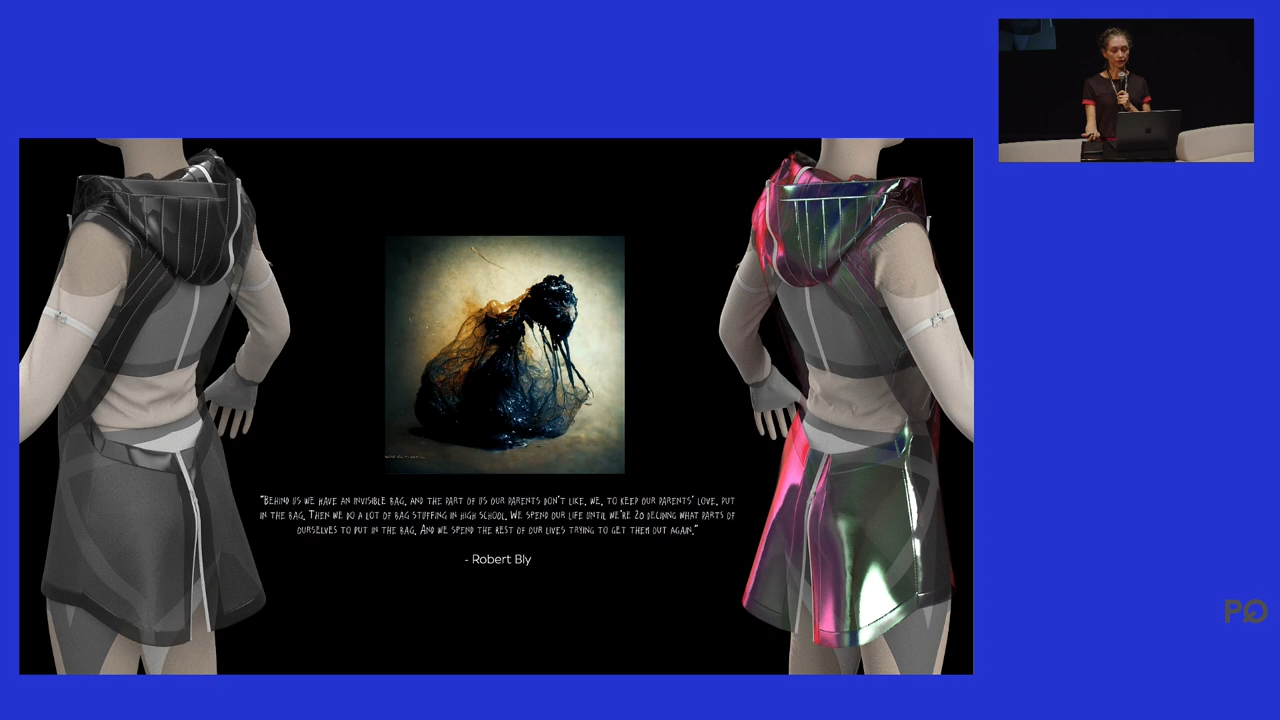 "BEHIND US WE HAVE AN INVISIBLE BAG, AND THE PART OF US OUR PARENTS DON'T LIKE, WE, TO KEEP OUR PARENTS' LOVE, PUT
IN THE BAG. THEN WE DO A LOT OF BAG STUFFING IN HIGH SCHOOL. WE SPEND OUR LIFE UNTIL WE'RE 20 DECIDING WHAT PARTS OF
OURSELVES TO PUT IN THE BAG. AND WE SPEND THE REST OF OUR LIVES TRYING TO GET THEM OUT AGAIN."
- Robert Bly
PQ